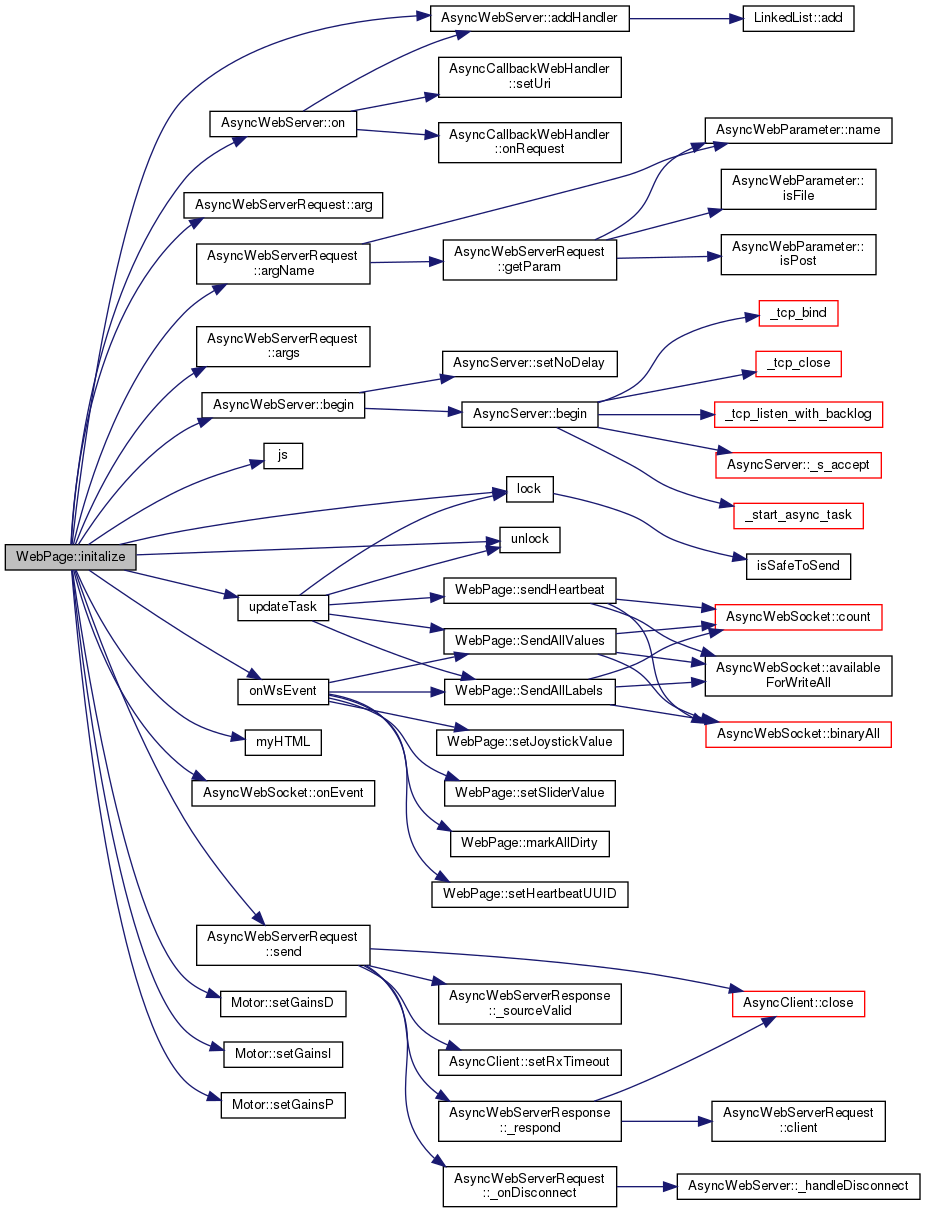 AsyncWebServer::addHandler
LinkedList::add
AsyncCallbackWebHandler
::setUri
AsyncWebServer::on
AsyncCallbackWebHandler
::onRequest
AsyncWebParameter::name
AsyncWebServerRequest::arg
AsyncWebParameter::
isFile
AsyncWebServerRequest
::argName
AsyncWebServerRequest
::getParam
AsyncWebParameter::
isPost
_tcp_bind
AsyncWebServerRequest
::args
AsyncServer::setNoDelay
_tcp_close
AsyncWebServer::begin
AsyncServer::begin
_tcp_listen_with_backlog
js
AsyncServer::_s_accept
lock
_start_async_task
unlock
WebPage::initalize
isSafeToSend
updateTask
WebPage::sendHeartbeat
AsyncWebSocket::count
WebPage::SendAllValues
AsyncWebSocket::available
ForWriteAll
onWsEvent
WebPage::SendAllLabels
myHTML
WebPage::setJoystickValue
AsyncWebSocket::binaryAll
AsyncWebSocket::onEvent
WebPage::setSliderValue
WebPage::markAllDirty
WebPage::setHeartbeatUUID
AsyncWebServerRequest
::send
Motor::setGainsD
AsyncWebServerResponse
::_sourceValid
AsyncClient::close
Motor::setGainsI
AsyncClient::setRxTimeout
Motor::setGainsP
AsyncWebServerResponse
::_respond
AsyncWebServerRequest
::client
AsyncWebServerRequest
::_onDisconnect
AsyncWebServer::_handleDisconnect